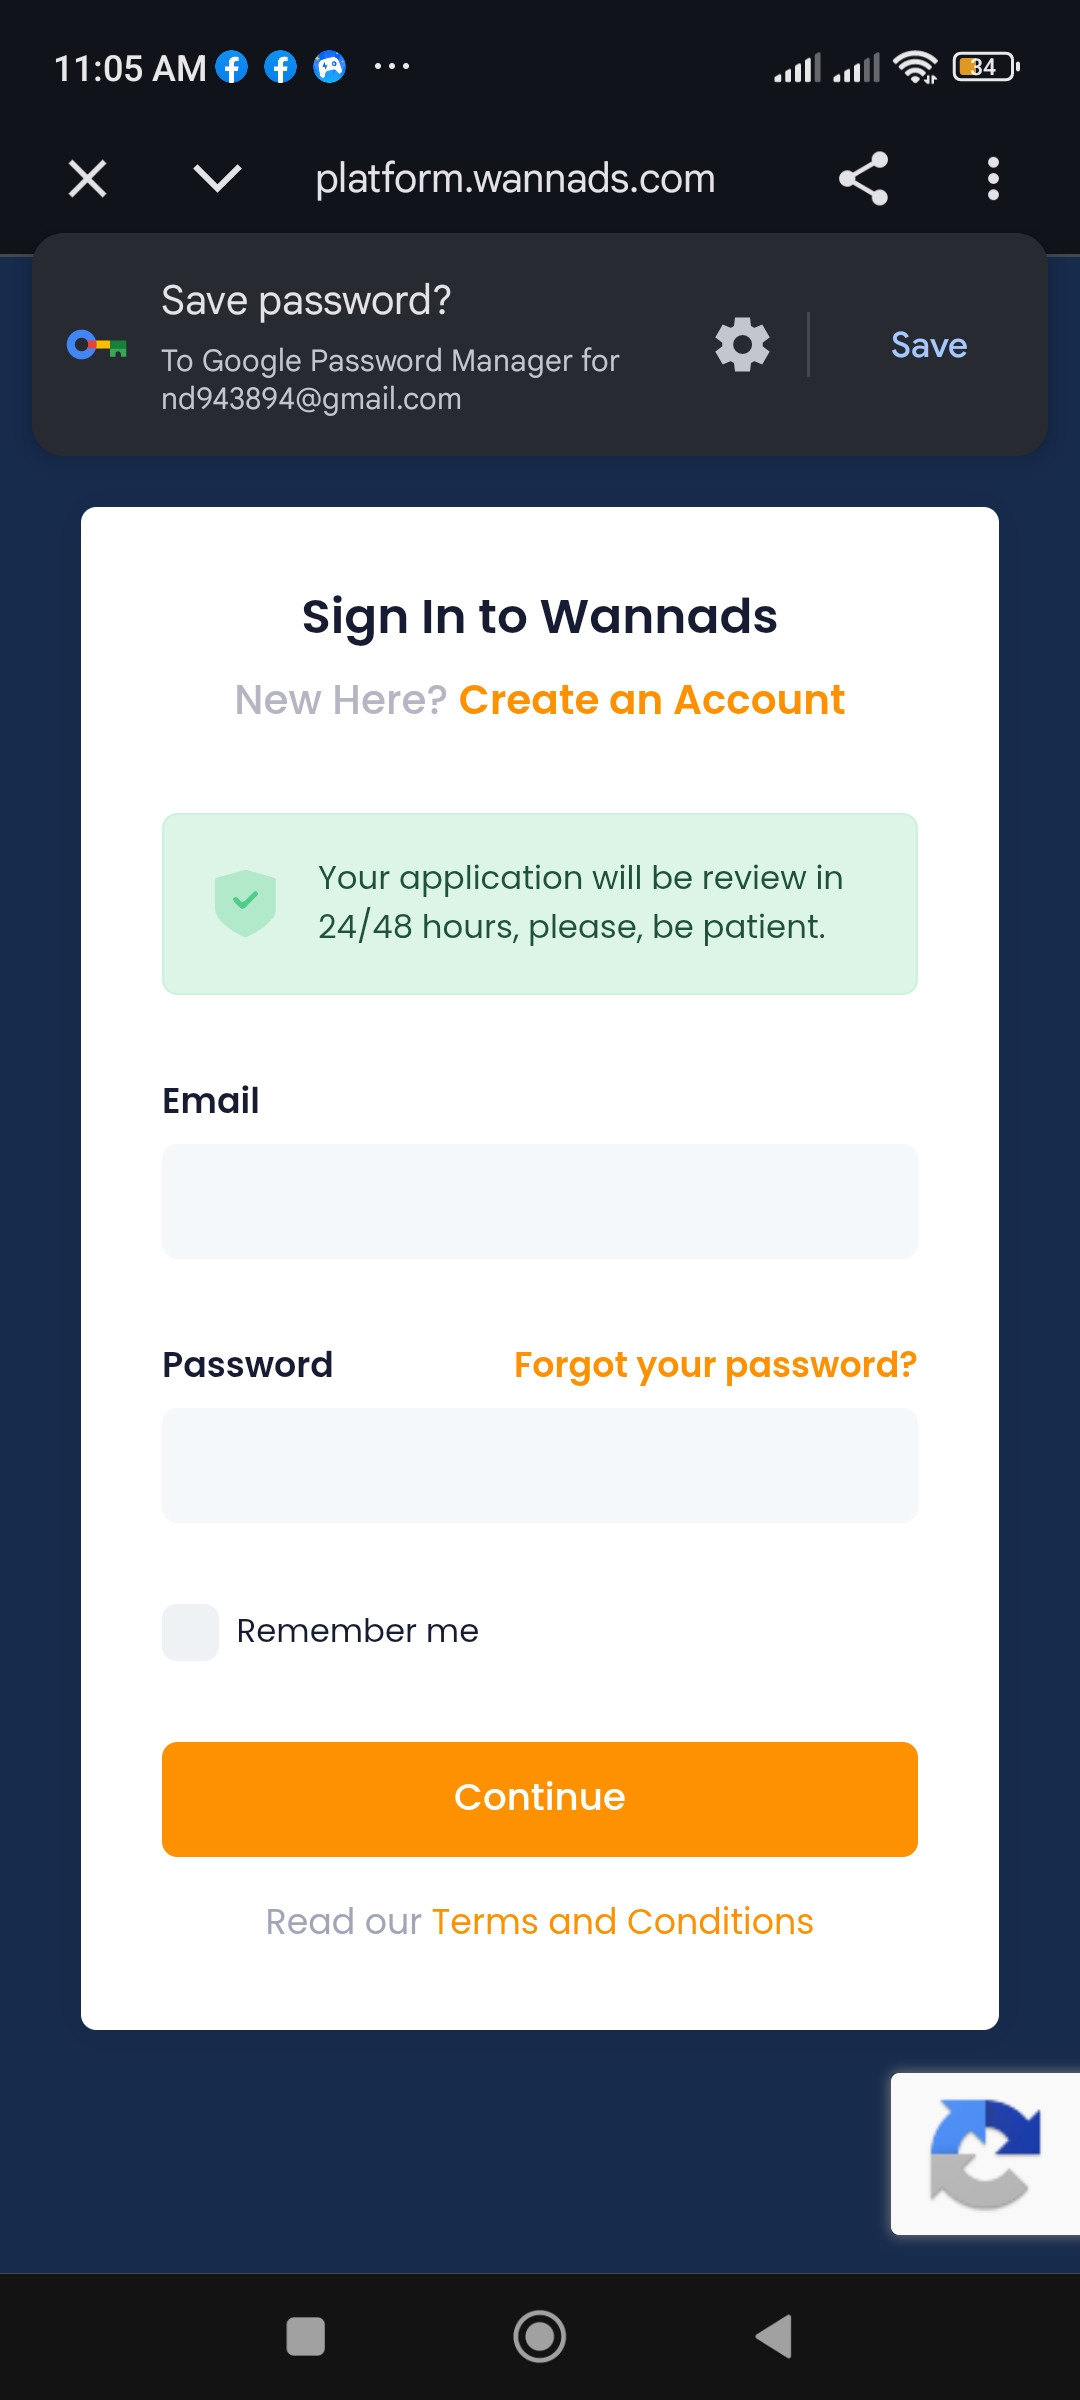 11:05 AM
34
platform.wannads.com
Save password?
To Google Password Manager for
nd943894@gmail.com
Save
Sign In to Wannads
New Here? Create an Account
Your application will be review in
24/48 hours, please, be patient.
Email
Password
Forgot your password?
Remember me
Continue
Read our Terms and Conditions